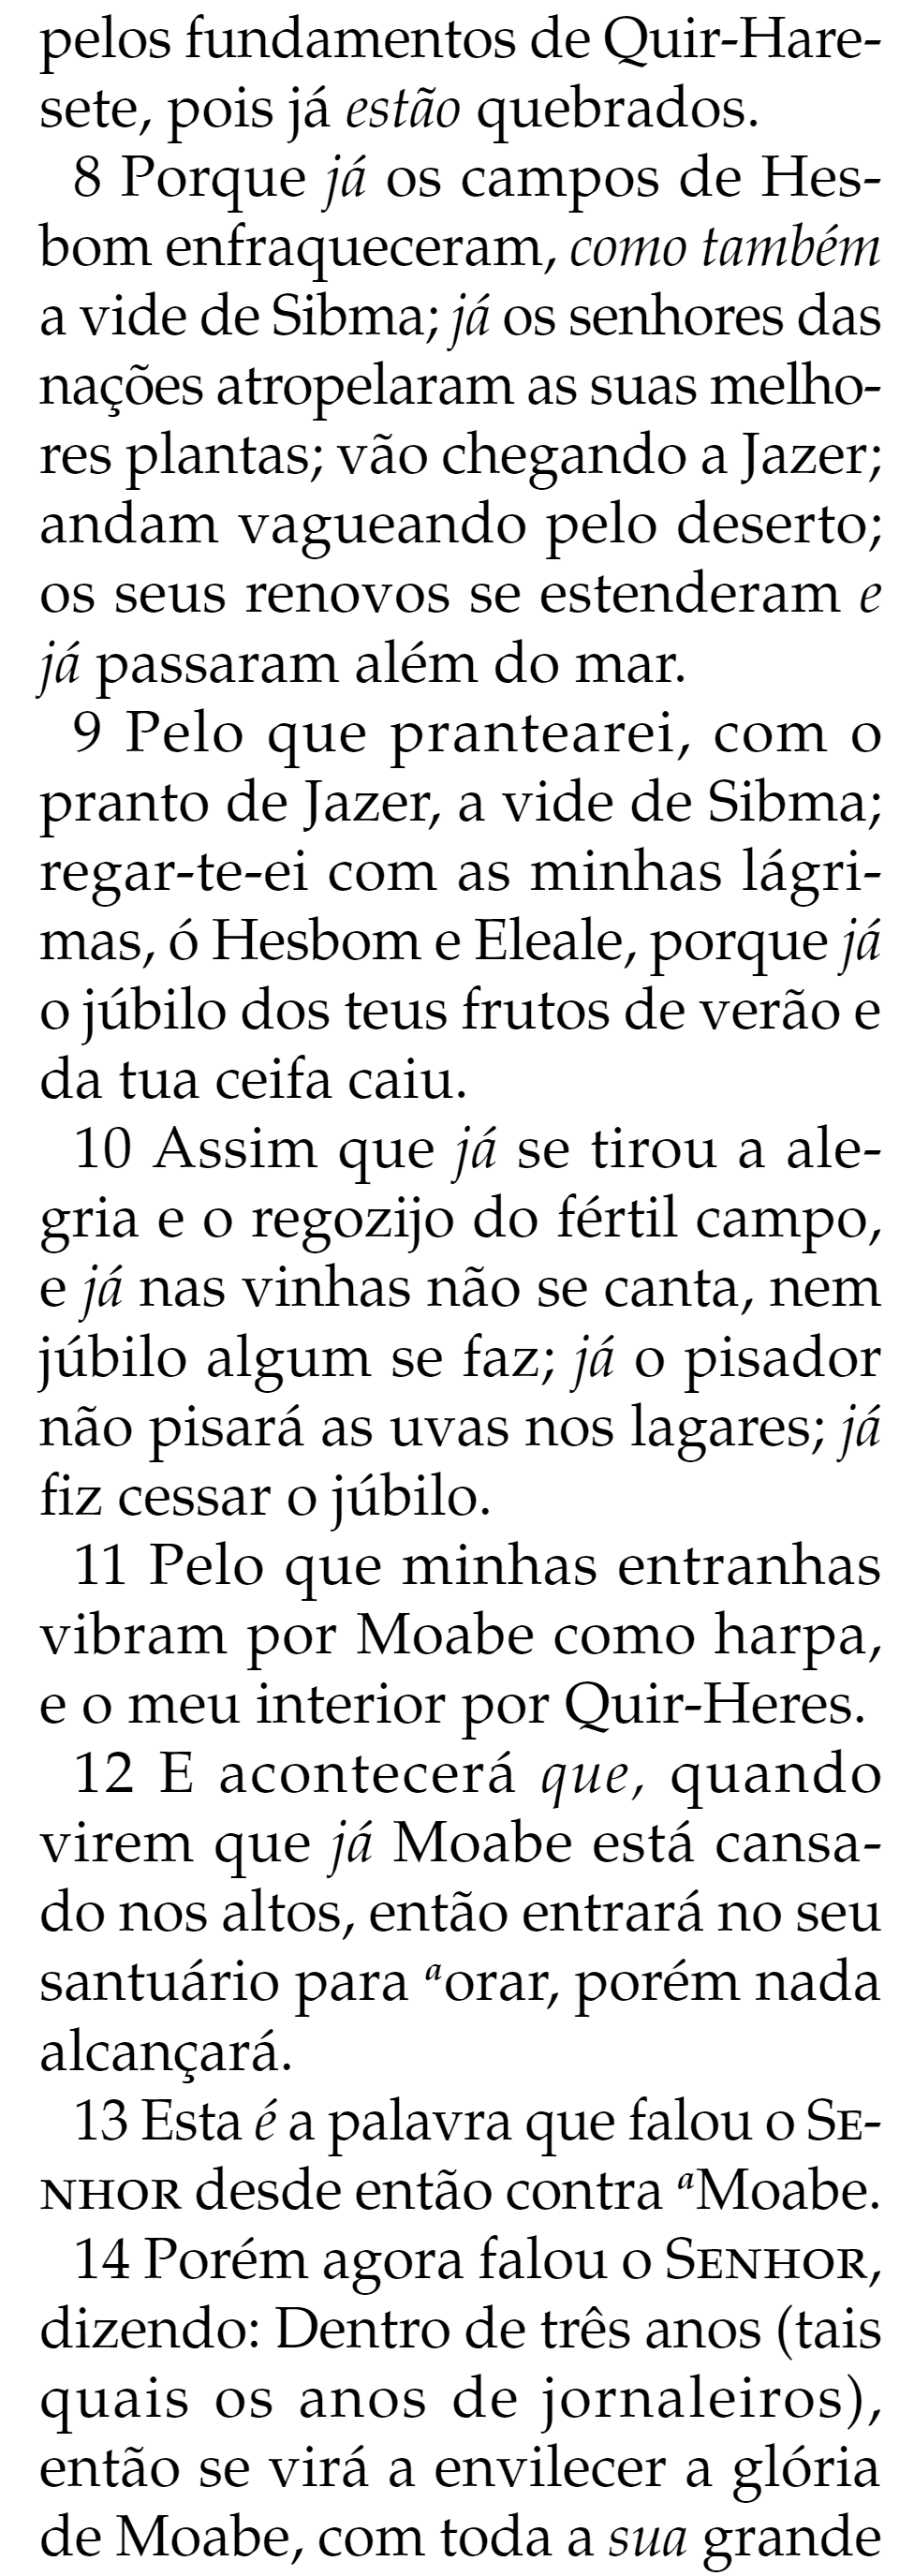 pelos fundamentos de Quir-Hare-
sete, pois já estão quebrados.
8 Porque já os campos de Hes-
bom enfraqueceram, como também
a vide de Sibma; já os senhores das
nações atropelaram as suas melho-
res plantas; vão chegando a Jazer;
andam vagueando pelo deserto;
os seus renovos se estenderam e
já passaram além do mar.
9 Pelo que prantearei, com o
pranto de Jazer, a vide de Sibma;
regar-te-ei com as minhas lágri-
mas, ó Hesbom e Eleale, porque já
o júbilo dos teus frutos de verão e
da tua ceifa caiu.
10 Assim que já se tirou a ale-
gria e o regozijo do fértil campo,
e já nas vinhas não se canta, nem
júbilo algum se faz; já o pisador
não pisará as uvas nos lagares; já
fiz cessar o júbilo.
11 Pelo que minhas entranhas
vibram por Moabe como harpa,
e o meu interior por Quir-Heres.
12 E acontecerá que, quando
virem que já Moabe está cansa-
do nos altos, então entrará no seu
santuário para ᵃorar, porém nada
alcançará.
13 Esta é a palavra que falou o SE-
NHOR desde então contra ᵃMoabe.
14 Porém agora falou o SENHOR,
dizendo: Dentro de três anos (tais
quais os anos de jornaleiros),
então se virá a envilecer a glória
de Moabe, com toda a sua grande